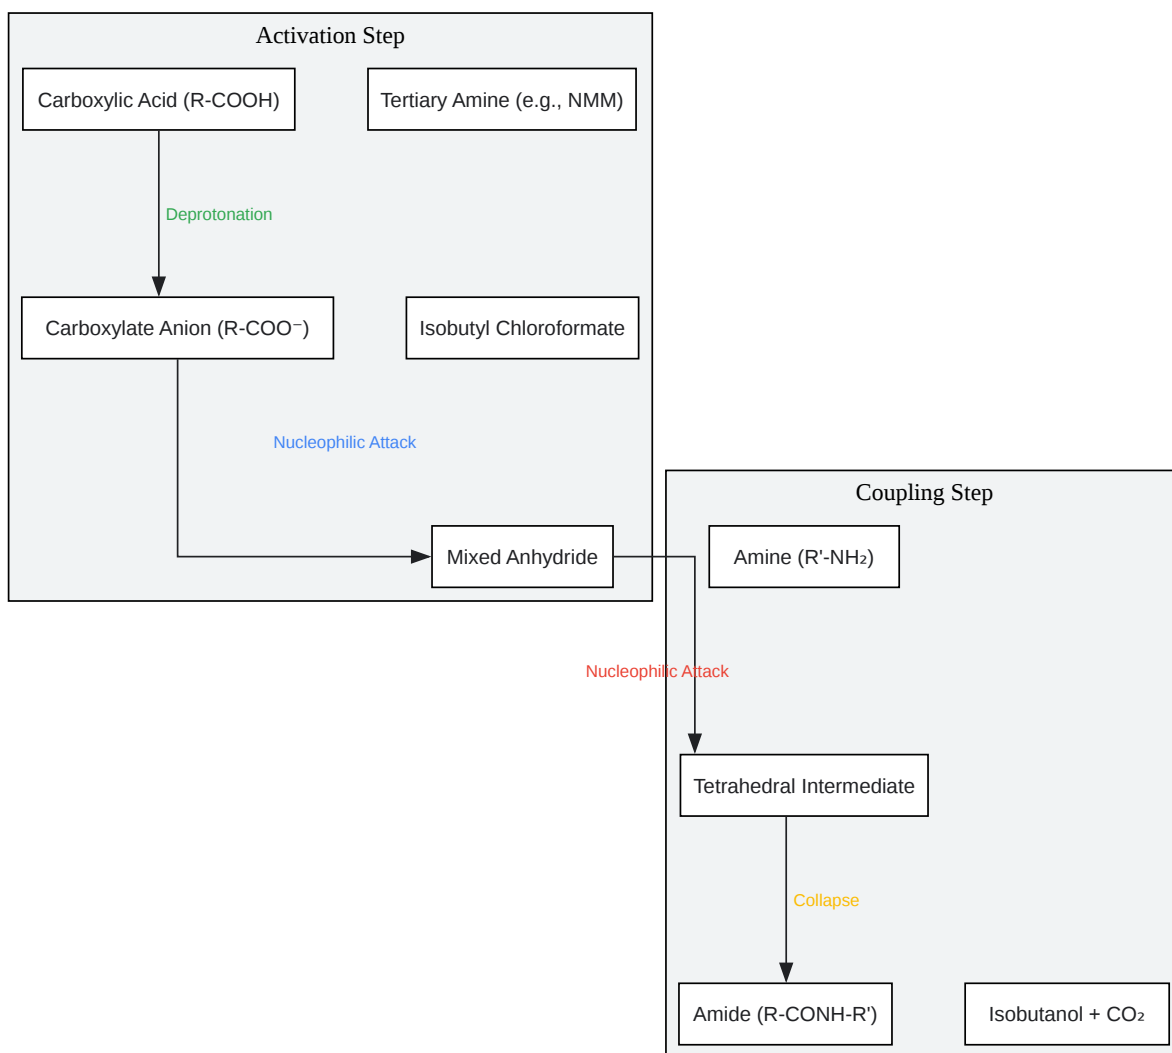 Activation Step
Carboxylic Acid (R-COOH)
Tertiary Amine (e.g., NMM)
Deprotonation
Carboxylate Anion (R-COO⁻)
Isobutyl Chloroformate
Nucleophilic Attack
Coupling Step
Mixed Anhydride
Amine (R'-NH₂)
Nucleophilic Attack
Tetrahedral Intermediate
Collapse
Amide (R-CONH-R')
Isobutanol + CO₂